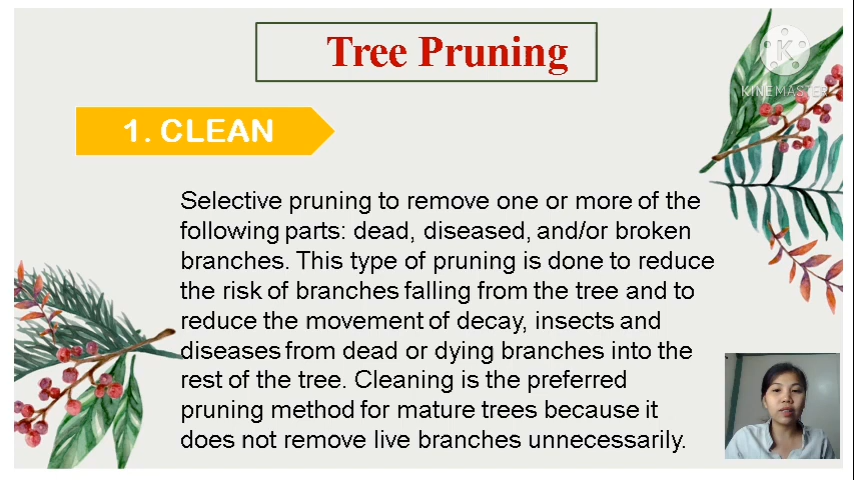 Tree Pruning
K
KINEMASTER
1. CLEAN
Selective pruning to remove one or more of the
following parts: dead, diseased, and/or broken
branches. This type of pruning is done to reduce
the risk of branches falling from the tree and to
reduce the movement of decay, insects and
diseases from dead or dying branches into the
rest of the tree. Cleaning is the preferred
pruning method for mature trees because it
does not remove live branches unnecessarily.